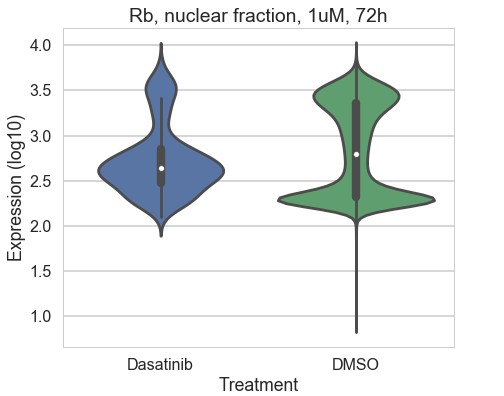 Rb, nuclear fraction, 1uM, 72h
Expression (log10)
4.0
3.5
3.0
2.5
2.0
1.5
1.0
Dasatinib
DMSO
Treatment